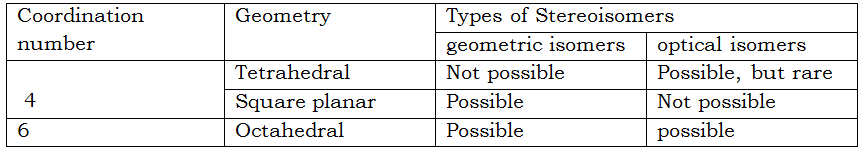 Coordination number Geometry Types of Stereoisomers
geometric isomers optical isomers
4 Tetrahedral Not possible Possible, but rare
Square planar Possible Not possible
6 Octahedral Possible possible